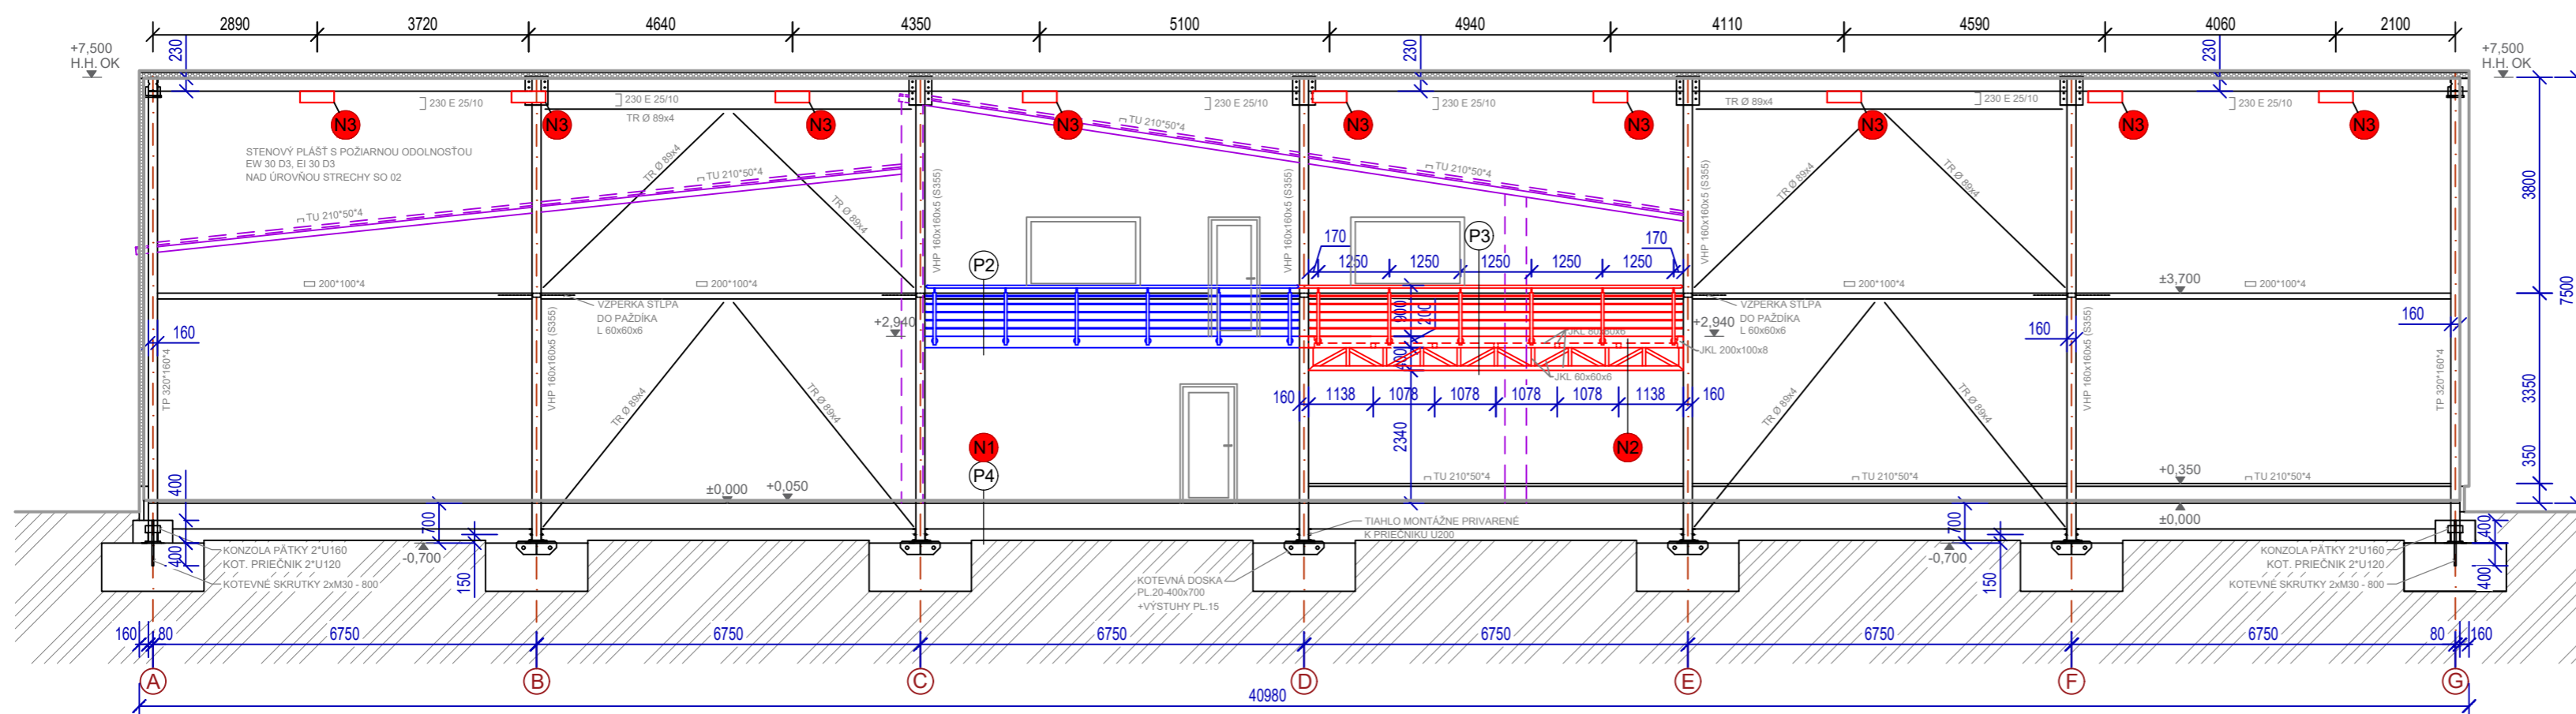 2890 3720 4640 4350 5100 4940 4110 4590 4060 2100
+7,500
H.H. OK
230
230
230
+7,500
H.H. OK
230 E 25/10
230 E 25/10
230 E 25/10
230 E 25/10
230 E 25/10
230 E 25/10
TR Ø 89x4
TR Ø 89x4
N3 N3 N3 N3 N3 N3 N3 N3 N3
STENOVÝ PLÁŠŤ S POŽIARNOU ODOLNOSŤOU
EW 30 D3, EI 30 D3
NAD ÚROVŇOU STRECHY SO 02
TU 210*50*4
TU 210*50*4
TU 210*50*4
TU 210*50*4
TR Ø 89x4
TR Ø 89x4
TR Ø 89x4
TR Ø 89x4
VHP 160x160x5 (S355)
VHP 160x160x5 (S355)
VHP 160x160x5 (S355)
3800
P2
P3
170
170
1250 1250 1250 1250 1250
200*100*4
200*100*4
200*100*4
200*100*4
±3,700
7500
VZPERKA STĹPA
DO PAŽDÍKA
L 60x60x6
VZPERKA STĹPA
DO PAŽDÍKA
L 60x60x6
+2,940
+2,940
900
200
400
JKL 80x80x6
JKL 200x100x8
JKL 60x60x6
160
160
160
TP 320*160*4
VHP 160x160x5 (S355)
VHP 160x160x5 (S355)
TP 320*160*4
3350
160 1138 1078 1078 1078 1078 1138 160
TR Ø 89x4
TR Ø 89x4
TR Ø 89x4
TR Ø 89x4
2340
N1
P4
N2
TU 210*50*4
TU 210*50*4
TU 210*50*4
+0,350
350
±0,000
+0,050
±0,000
400
400
700
150
-0,700
700
150
-0,700
400
400
TIAHLO MONTÁŽNE PRIVARENÉ
K PRIEČNIKU U200
KONZOLA PÄTKY 2*U160
KOT. PRIEČNIK 2*U120
KOTEVNÉ SKRUTKY 2xM30 - 800
KOTEVNÁ DOSKA
PL.20-400x700
+VÝSTUHY PL.15
KONZOLA PÄTKY 2*U160
KOT. PRIEČNIK 2*U120
KOTEVNÉ SKRUTKY 2xM30 - 800
160 80 6750 6750 6750 6750 6750 6750 80 160
A B C D E F G
40980